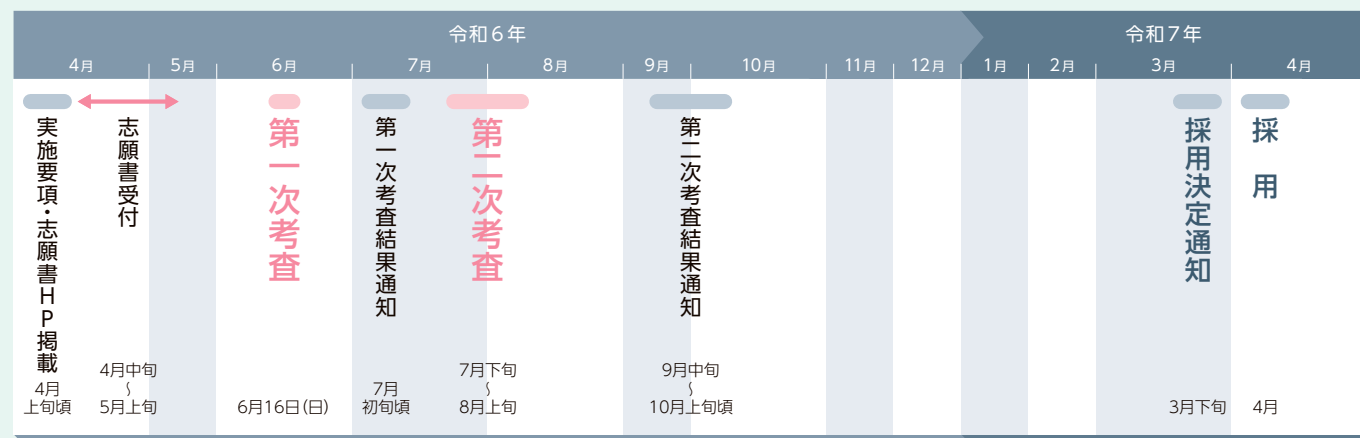 令和6年
令和7年
4月
5月
6月
7月
8月
9月
10月
11月
12月
1月
2月
3月
4月
実施要項・志願書HP掲載
4月
上旬頃
志願書受付
4月中旬
〜
5月上旬
第一次考査
6月16日(日)
第一次考査結果通知
7月
初旬頃
第二次考査
7月下旬
〜
8月上旬
第二次考査結果通知
9月中旬
〜
10月上旬頃
採用決定通知
3月下旬
採用
4月